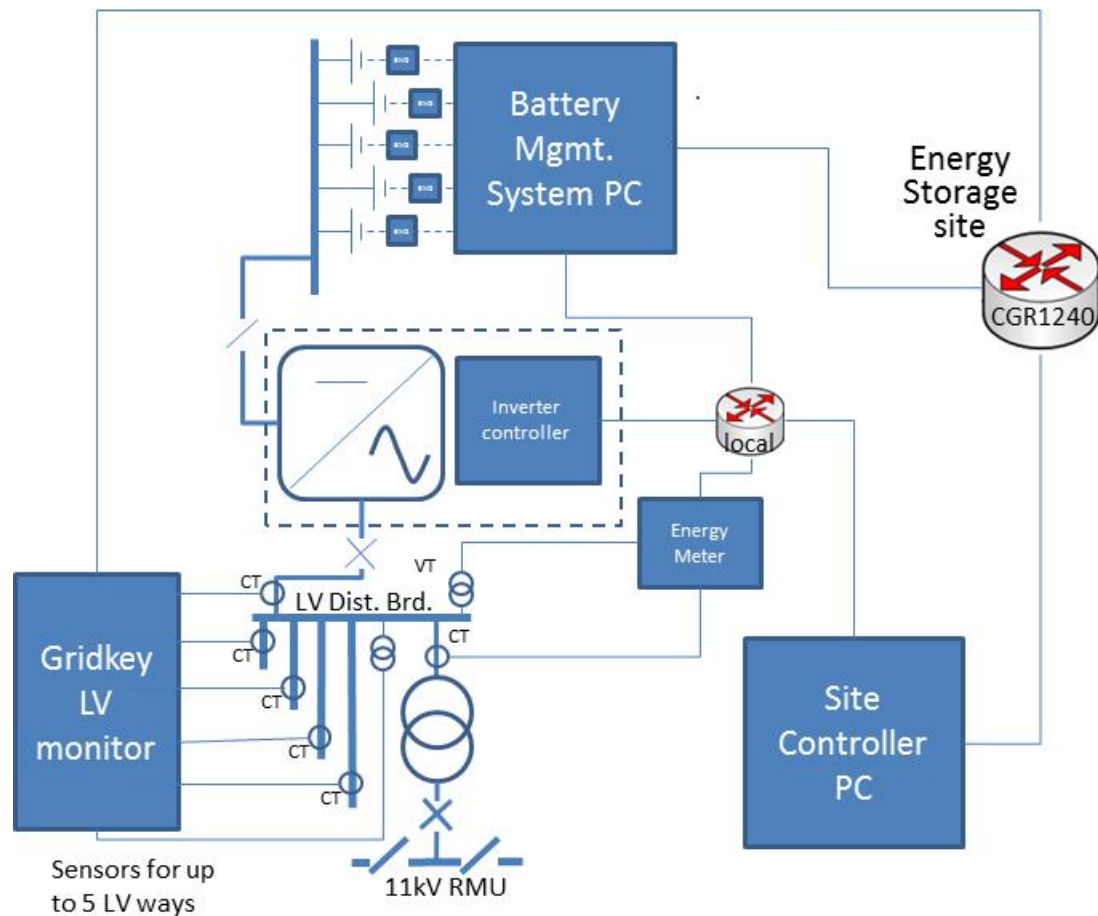 Battery
Mgmt.
System PC
Energy
Storage
site
CGR1240
Inverter
controller
local
Energy
Meter
VT
CT
LV Dist. Brd.
CT
CT
CT
CT
CT
Gridkey
LV
monitor
Site
Controller
PC
11kV RMU
Sensors for up
to 5 LV ways